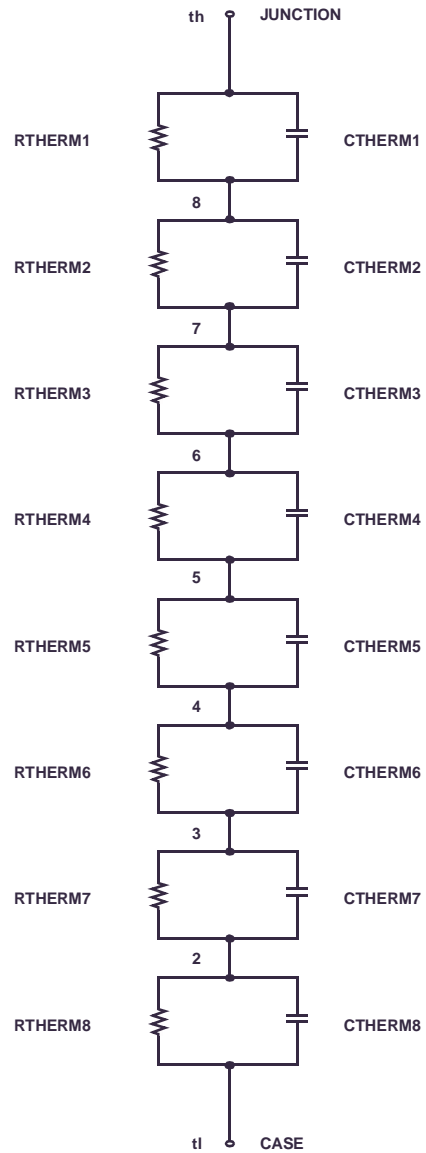 th JUNCTION
RTHERM1 CTHERM1
8
RTHERM2 CTHERM2
7
RTHERM3 CTHERM3
6
RTHERM4 CTHERM4
5
RTHERM5 CTHERM5
4
RTHERM6 CTHERM6
3
RTHERM7 CTHERM7
2
RTHERM8 CTHERM8
tl CASE